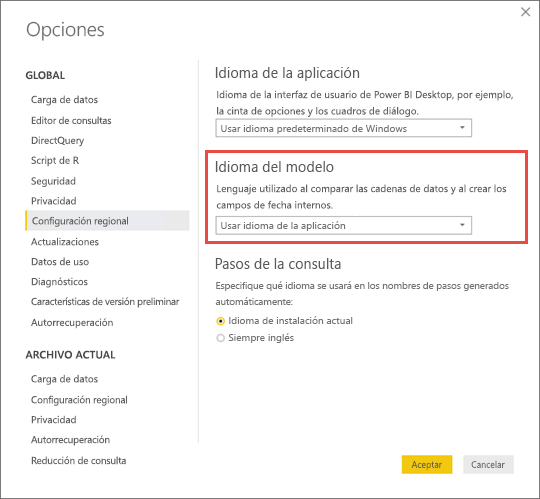 Opciones
GLOBAL
Carga de datos
Editor de consultas
DirectQuery
Script de R
Seguridad
Privacidad
Configuración regional
Actualizaciones
Datos de uso
Diagnósticos
Características de versión preliminar
Autorrecuperación
ARCHIVO ACTUAL
Carga de datos
Configuración regional
Privacidad
Autorrecuperación
Reducción de consulta
Idioma de la aplicación
Idioma de la interfaz de usuario de Power BI Desktop, por ejemplo,
la cinta de opciones y los cuadros de diálogo.
Usar idioma predeterminado de Windows
Idioma del modelo
Lenguaje utilizado al comparar las cadenas de datos y al crear los
campos de fecha internos.
Usar idioma de la aplicación
Pasos de la consulta
Especifique qué idioma se usará en los nombres de pasos generados
automáticamente:
Idioma de instalación actual
Siempre inglés
Aceptar
Cancelar